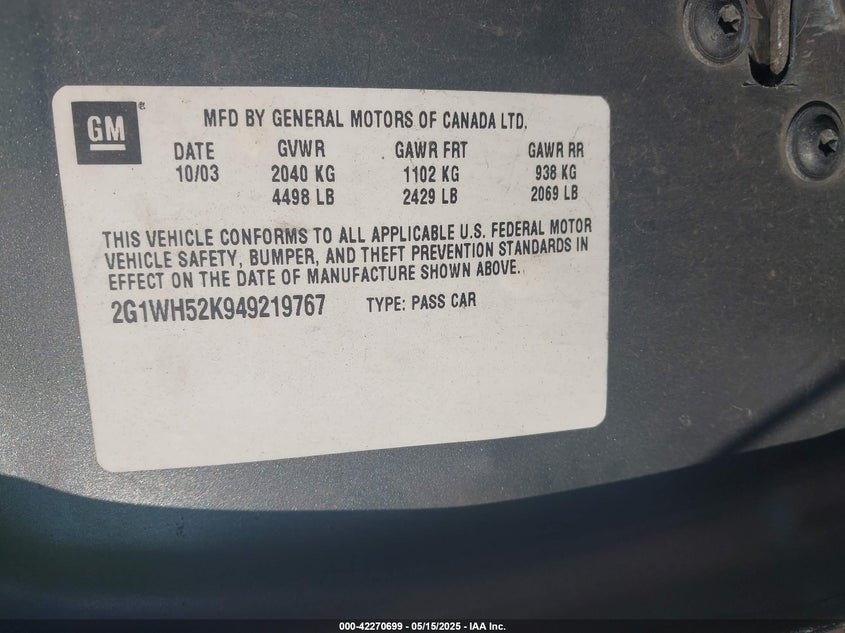 GM®
MFD BY GENERAL MOTORS OF CANADA LTD.
DATE GVWR GAWR FRT GAWR RR
10/03 2040 KG 1102 KG 938 KG
4498 LB 2429 LB 2069 LB
THIS VEHICLE CONFORMS TO ALL APPLICABLE U.S. FEDERAL MOTOR
VEHICLE SAFETY, BUMPER, AND THEFT PREVENTION STANDARDS IN
EFFECT ON THE DATE OF MANUFACTURE SHOWN ABOVE.
2G1WH52K949219767 TYPE: PASS CAR
000-42270699 — 05/15/2025 — IAA Inc.